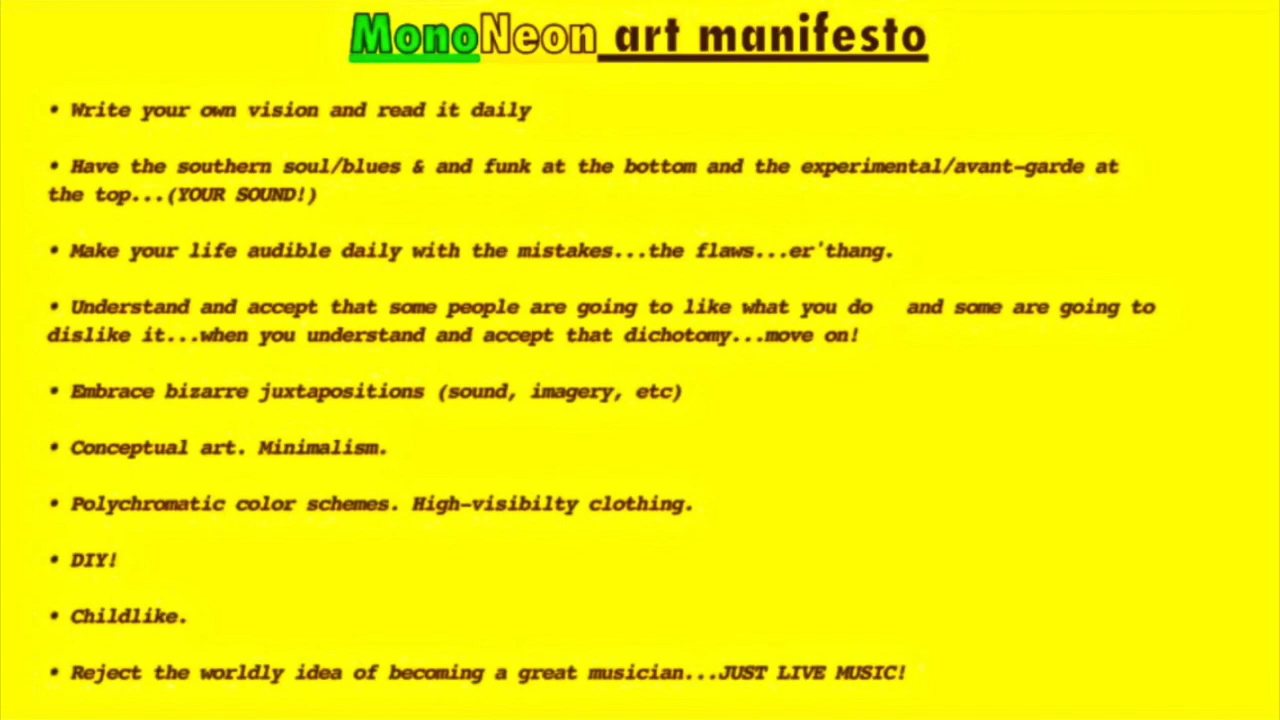 MonoNeon art manifesto
• Write your own vision and read it daily
• Have the southern soul/blues & and funk at the bottom and the experimental/avant-garde at
the top...(YOUR SOUND!)
• Make your life audible daily with the mistakes...the flaws...er'thang.
• Understand and accept that some people are going to like what you do   and some are going to
dislike it...when you understand and accept that dichotomy...move on!
• Embrace bizarre juxtapositions (sound, imagery, etc)
• Conceptual art. Minimalism.
• Polychromatic color schemes. High-visibilty clothing.
• DIY!
• Childlike.
• Reject the worldly idea of becoming a great musician...JUST LIVE MUSIC!